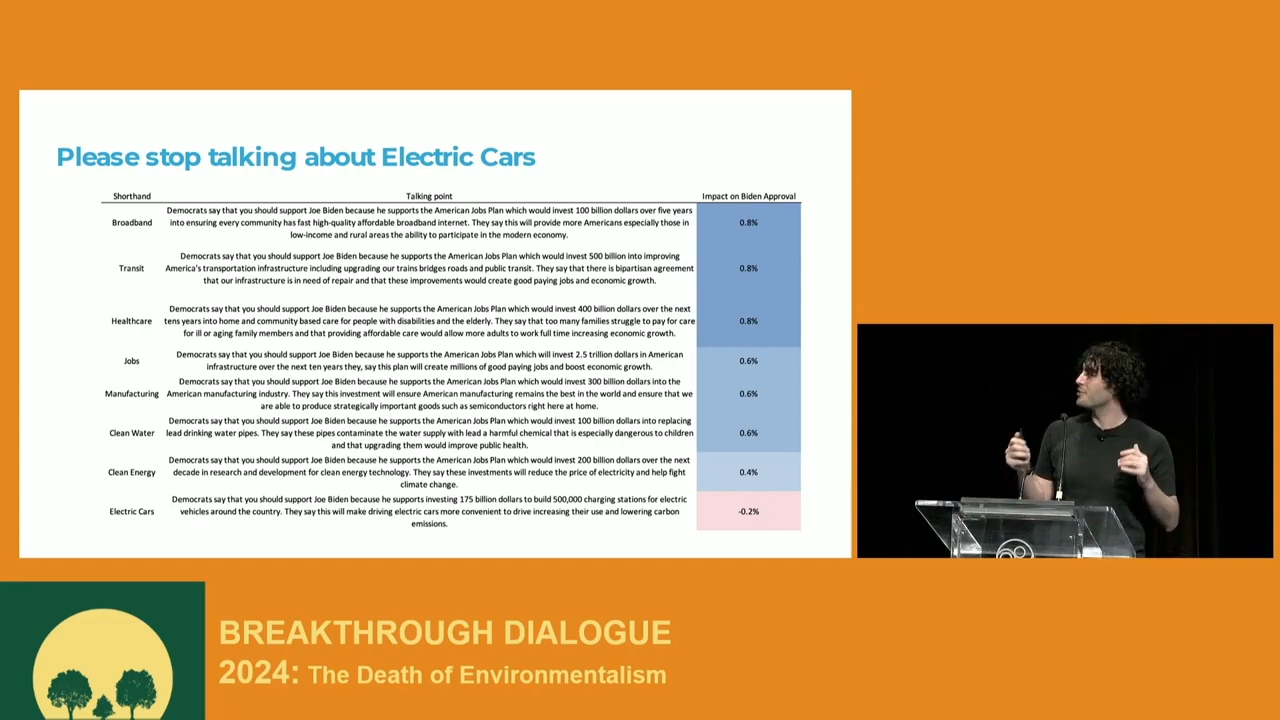 Please stop talking about Electric Cars
Shorthand Talking point Impact on Biden Approval
Democrats say that you should support Joe Biden because he supports the American Jobs Plan which would invest 100 billion dollars over five years
Broadband into ensuring every community has fast high-quality affordable broadband internet. They say this will provide more Americans especially those in 0.8%
low-income and rural areas the ability to participate in the modern economy.
Democrats say that you should support Joe Biden because he supports the American Jobs Plan which would invest 500 billion into improving
Transit America's transportation infrastructure including upgrading our trains bridges roads and public transit. They say that there is bipartisan agreement 0.8%
that our infrastructure is in need of repair and that these improvements would create good paying jobs and economic growth.
Democrats say that you should support Joe Biden because he supports the American Jobs Plan which would invest 400 billion dollars over the next
Healthcare tens years into home and community based care for people with disabilities and the elderly. They say that too many families struggle to pay for care 0.8%
for ill or aging family members and that providing affordable care would allow more adults to work full time increasing economic growth.
Democrats say that you should support Joe Biden because he supports the American Jobs Plan which will invest 2.5 trillion dollars in American
Jobs 0.6%
infrastructure over the next ten years they, say this plan will create millions of good paying jobs and boost economic growth.
Democrats say that you should support Joe Biden because he supports the American Jobs Plan which would invest 300 billion dollars into the
Manufacturing American manufacturing industry. They say this investment will ensure American manufacturing remains the best in the world and ensure that we 0.6%
are able to produce strategically important goods such as semiconductors right here at home.
Democrats say that you should support Joe Biden because he supports the American Jobs Plan which would invest 100 billion dollars into replacing
Clean Water lead drinking water pipes. They say these pipes contaminate the water supply with lead a harmful chemical that is especially dangerous to children 0.6%
and that upgrading them would improve public health.
Democrats say that you should support Joe Biden because he supports the American Jobs Plan which would invest 200 billion dollars over the next
Clean Energy decade in research and development for clean energy technology. They say these investments will reduce the price of electricity and help fight 0.4%
climate change.
Democrats say that you should support Joe Biden because he supports investing 175 billion dollars to build 500,000 charging stations for electric
Electric Cars vehicles around the country. They say this will make driving electric cars more convenient to drive increasing their use and lowering carbon -0.2%
emissions.
BREAKTHROUGH DIALOGUE
2024: The Death of Environmentalism